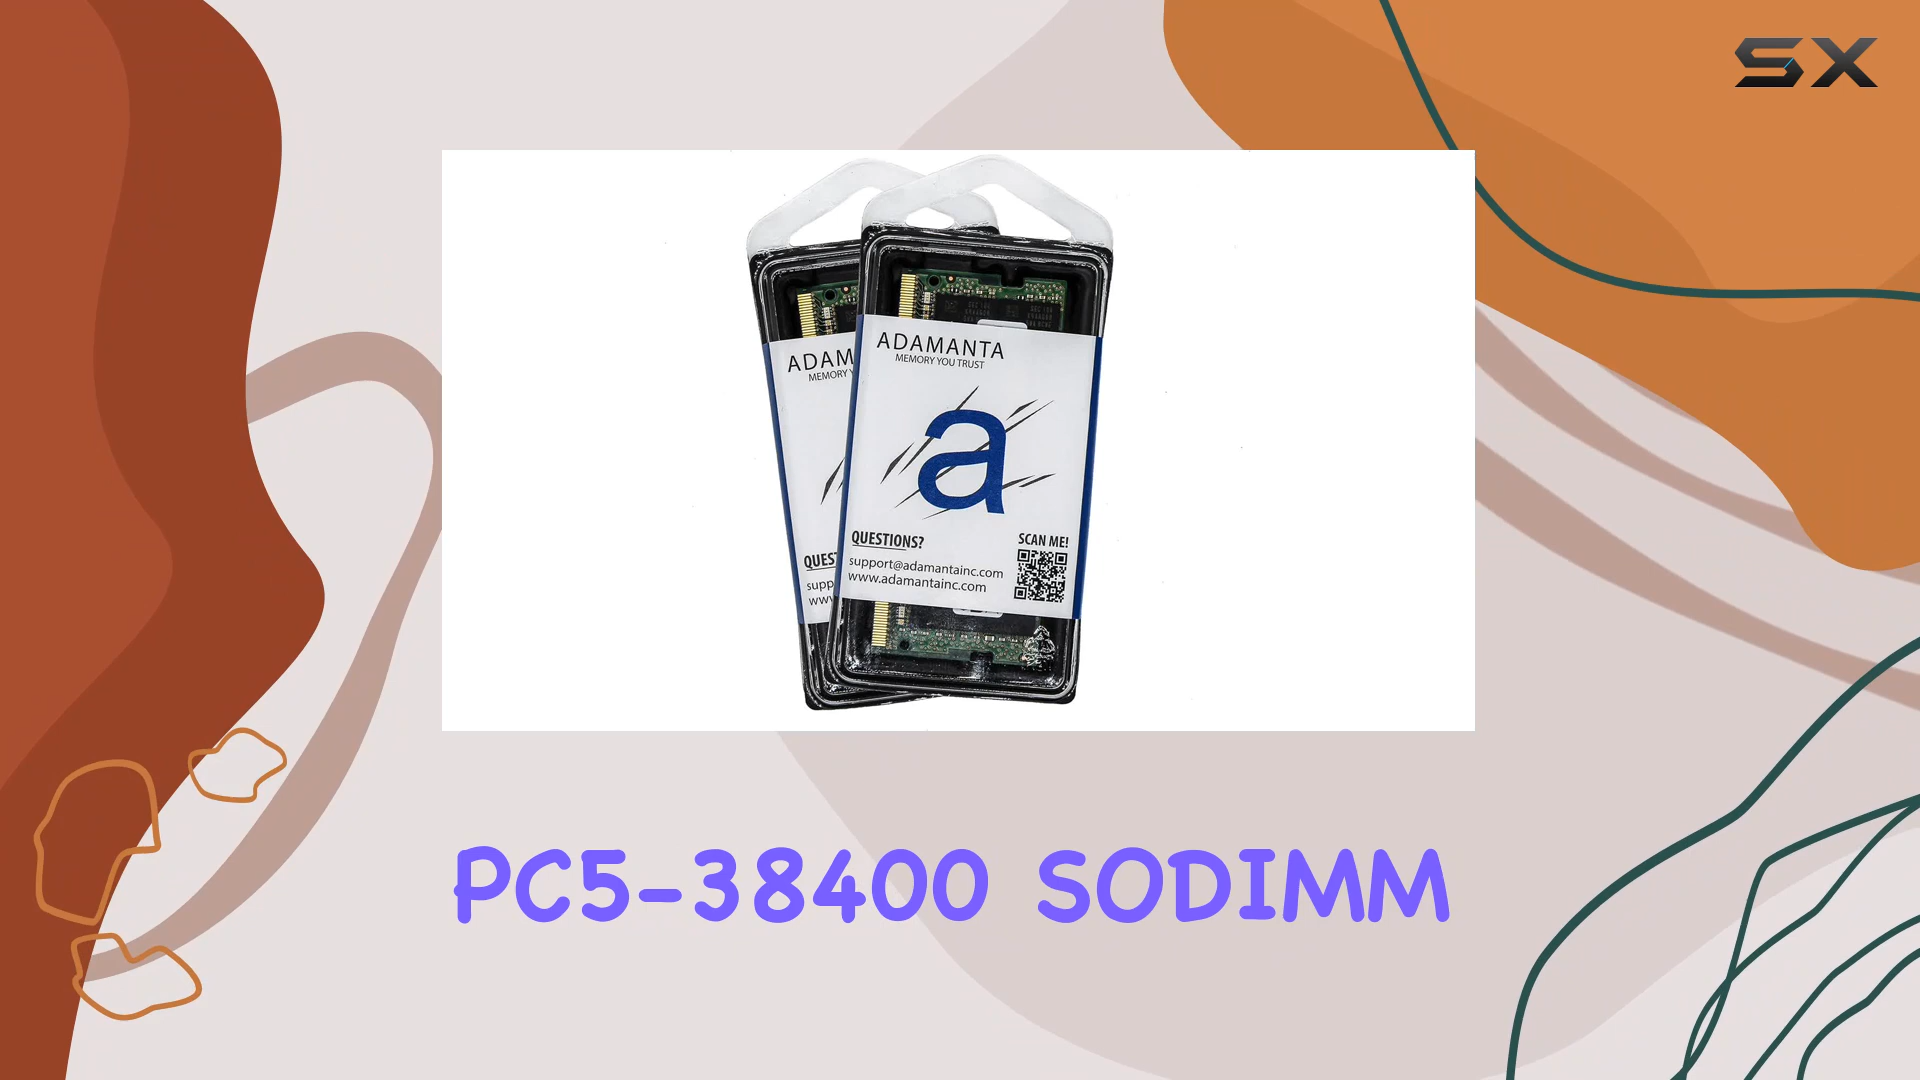 SX
ADAM
MEMORY Y
QUES
supp
www
ADAMANTA
MEMORY YOU TRUST
a
QUESTIONS?
SCAN ME!
support@adamantainc.com
www.adamantainc.com
PC5-38400 SODIMM